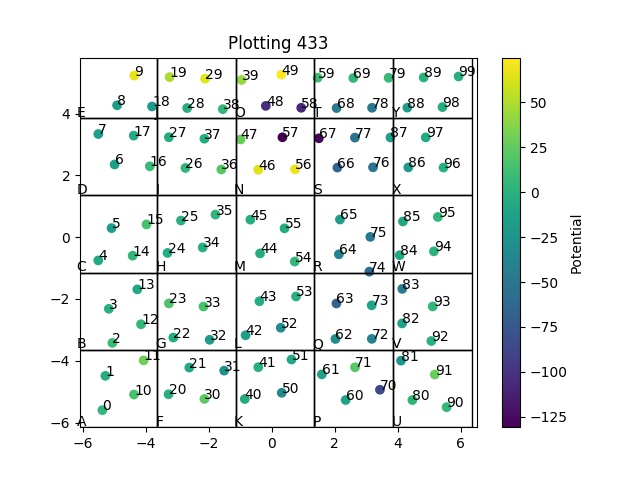 Plotting 433
9 19 29 39 49 59 69 79 89 99
8 18 28 38 48 58 68 78 88 98
E J O T Y
7 17 27 37 47 57 67 77 87 97
6 16 26 36 46 56 66 76 86 96
D I N S X
5 15 25 35 45 55 65 75 85 95
4 14 24 34 44 54 64 74 84 94
C H M R W
3 13 23 33 43 53 63 73 83 93
2 12 22 32 42 52 62 72 82 92
B G L Q V
1 11 21 31 41 51 61 71 81 91
0 10 20 30 40 50 60 70 80 90
A F K P U
4
2
0
−2
−4
−6
−6 −4 −2 0 2 4 6
50
25
0
−25
−50
−75
−100
−125
Potential